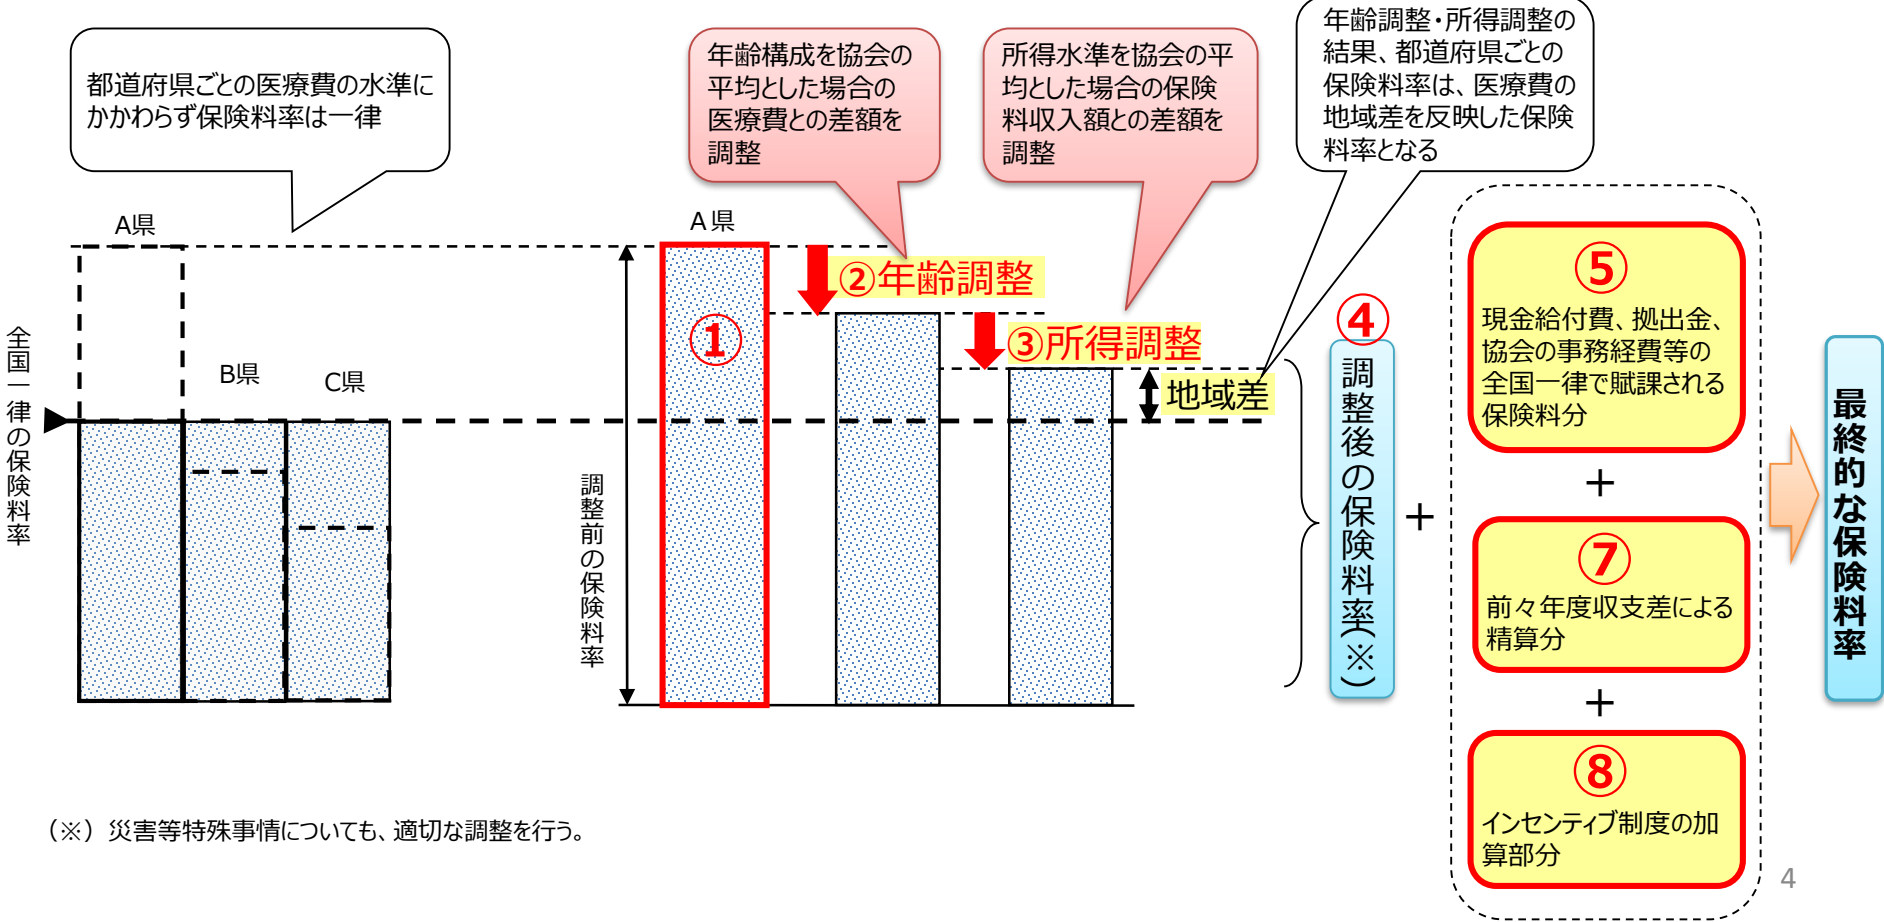 都道府県ごとの医療費の水準に
かかわらず保険料率は一律
年齢構成を協会の
平均とした場合の
医療費との差額を
調整
所得水準を協会の平
均とした場合の保険
料収入額との差額を
調整
年齢調整・所得調整の
結果、都道府県ごとの
保険料率は、医療費の
地域差を反映した保険
料率となる
A県
B県
C県
全国一律の保険料率
調整前の保険料率
A県
①
②年齢調整
③所得調整
地域差
④
調整後の保険料率(※)
＋
⑤
現金給付費、拠出金、
協会の事務経費等の
全国一律で賦課される
保険料分
＋
⑦
前々年度収支差による
精算分
＋
⑧
インセンティブ制度の加
算部分
最終的な保険料率
（※）災害等特殊事情についても、適切な調整を行う。
4